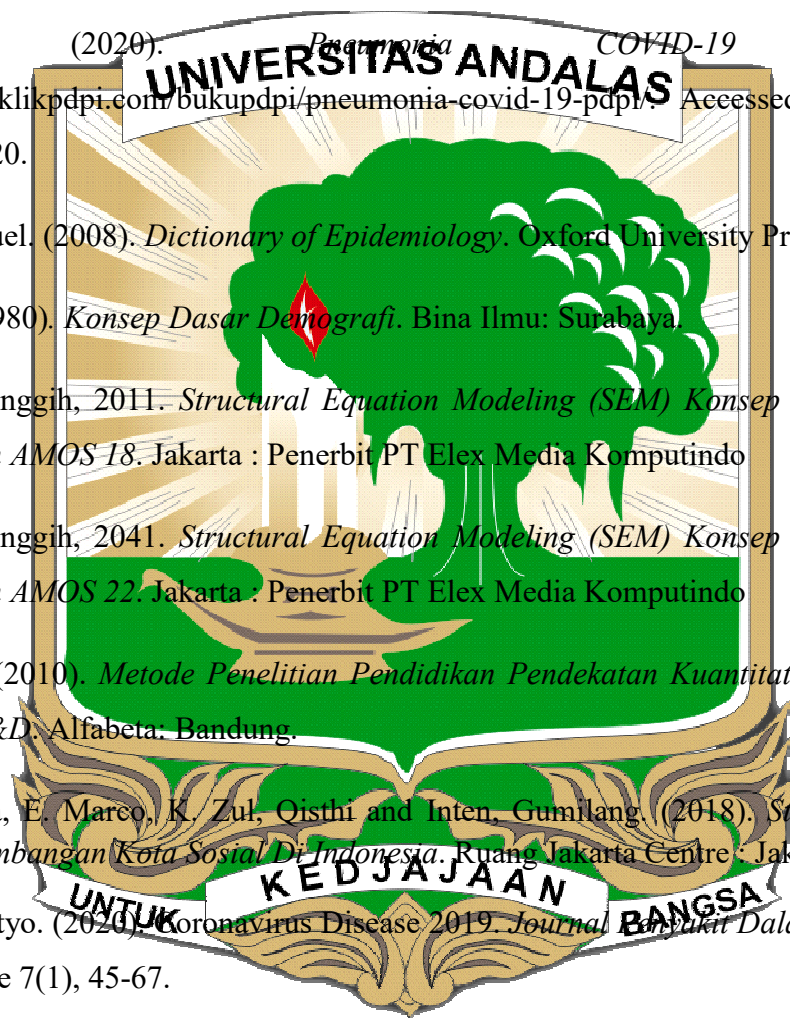 (2020). Pneumonia COVID-19
UNIVERSITAS ANDALAS
klikpdpi.com/bukupdpi/pneumonia-covid-19-pdpi/. Accessed
20.
uel. (2008). Dictionary of Epidemiology. Oxford University Pr
980). Konsep Dasar Demografi. Bina Ilmu: Surabaya.
nggih, 2011. Structural Equation Modeling (SEM) Konsep
AMOS 18. Jakarta : Penerbit PT Elex Media Komputindo
nggih, 2041. Structural Equation Modeling (SEM) Konsep
AMOS 22. Jakarta : Penerbit PT Elex Media Komputindo
(2010). Metode Penelitian Pendidikan Pendekatan Kuantitat
&D. Alfabeta: Bandung.
E. Marco, K. Zul, Qisthi and Inten, Gumilang. (2018). St
mbangan Kota Sosial Di Indonesia. Ruang Jakarta Centre : Jak
UNTUK KEDJAJAAN BANGSA
tyo. (2020). Coronavirus Disease 2019. Journal Penyakit Dala
e 7(1), 45-67.